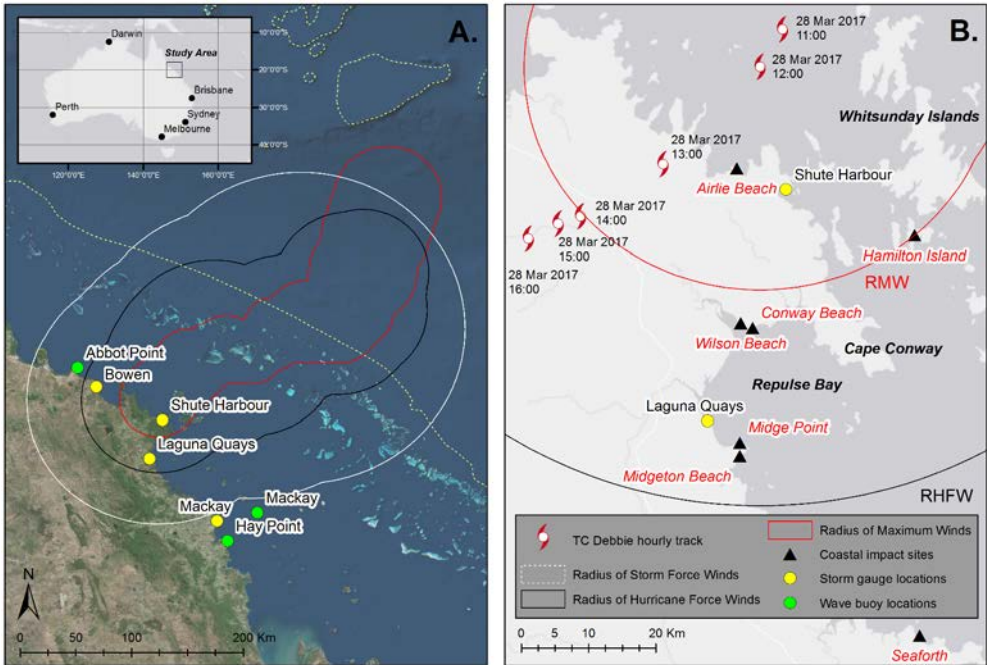 A.
Darwin
Study Area
Brisbane
Perth
Sydney
Melbourne
10°0'0"S
20°0'0"S
30°0'0"S
40°0'0"S
120°0'0"E
140°0'0"E
160°0'0"E
Abbot Point
Bowen
Shute Harbour
Laguna Quays
Mackay
Mackay
Hay Point
N
0 50 100 200 Km
B.
28 Mar 2017
11:00
28 Mar 2017
12:00
Whitsunday Islands
28 Mar 2017
13:00
Shute Harbour
Airlie Beach
28 Mar 2017
14:00
28 Mar 2017
15:00
28 Mar 2017
16:00
Hamilton Island
RMW
Conway Beach
Wilson Beach
Cape Conway
Repulse Bay
Laguna Quays
Midge Point
Midgeton Beach
RHFW
TC Debbie hourly track
Radius of Storm Force Winds
Radius of Hurricane Force Winds
Radius of Maximum Winds
Coastal impact sites
Storm gauge locations
Wave buoy locations
0 5 10 20 Km
Seaforth